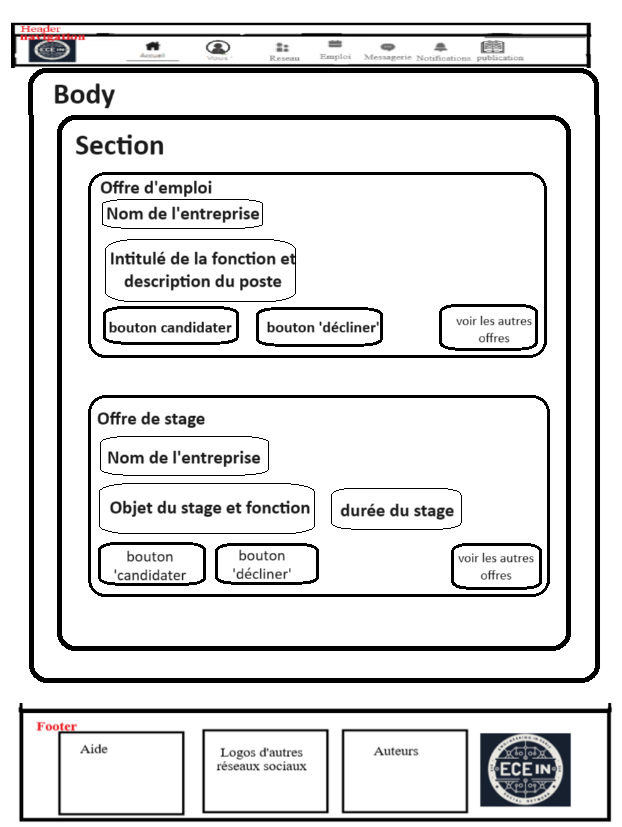 Header
navigation
ECE IN
Accueil
Vous
Reseau
Emploi
Messagerie
Notifications
publication
Body
Section
Offre d'emploi
Nom de l'entreprise
Intitulé de la fonction et
description du poste
bouton candidater
bouton 'décliner'
voir les autres
offres
Offre de stage
Nom de l'entreprise
Objet du stage et fonction
durée du stage
bouton
'candidater
bouton
'décliner'
voir les autres
offres
Footer
Aide
Logos d'autres
réseaux sociaux
Auteurs
ECE IN
SOCIAL NETWORK